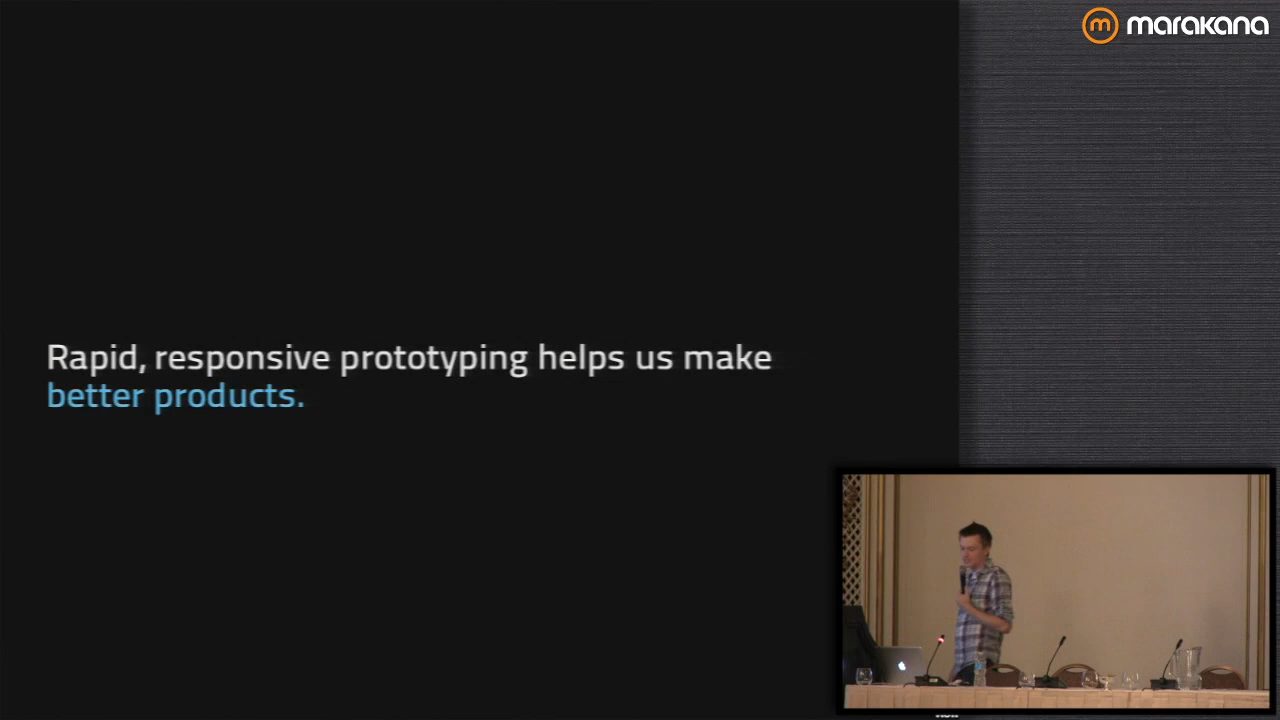 marakana
Rapid, responsive prototyping helps us make
better products.